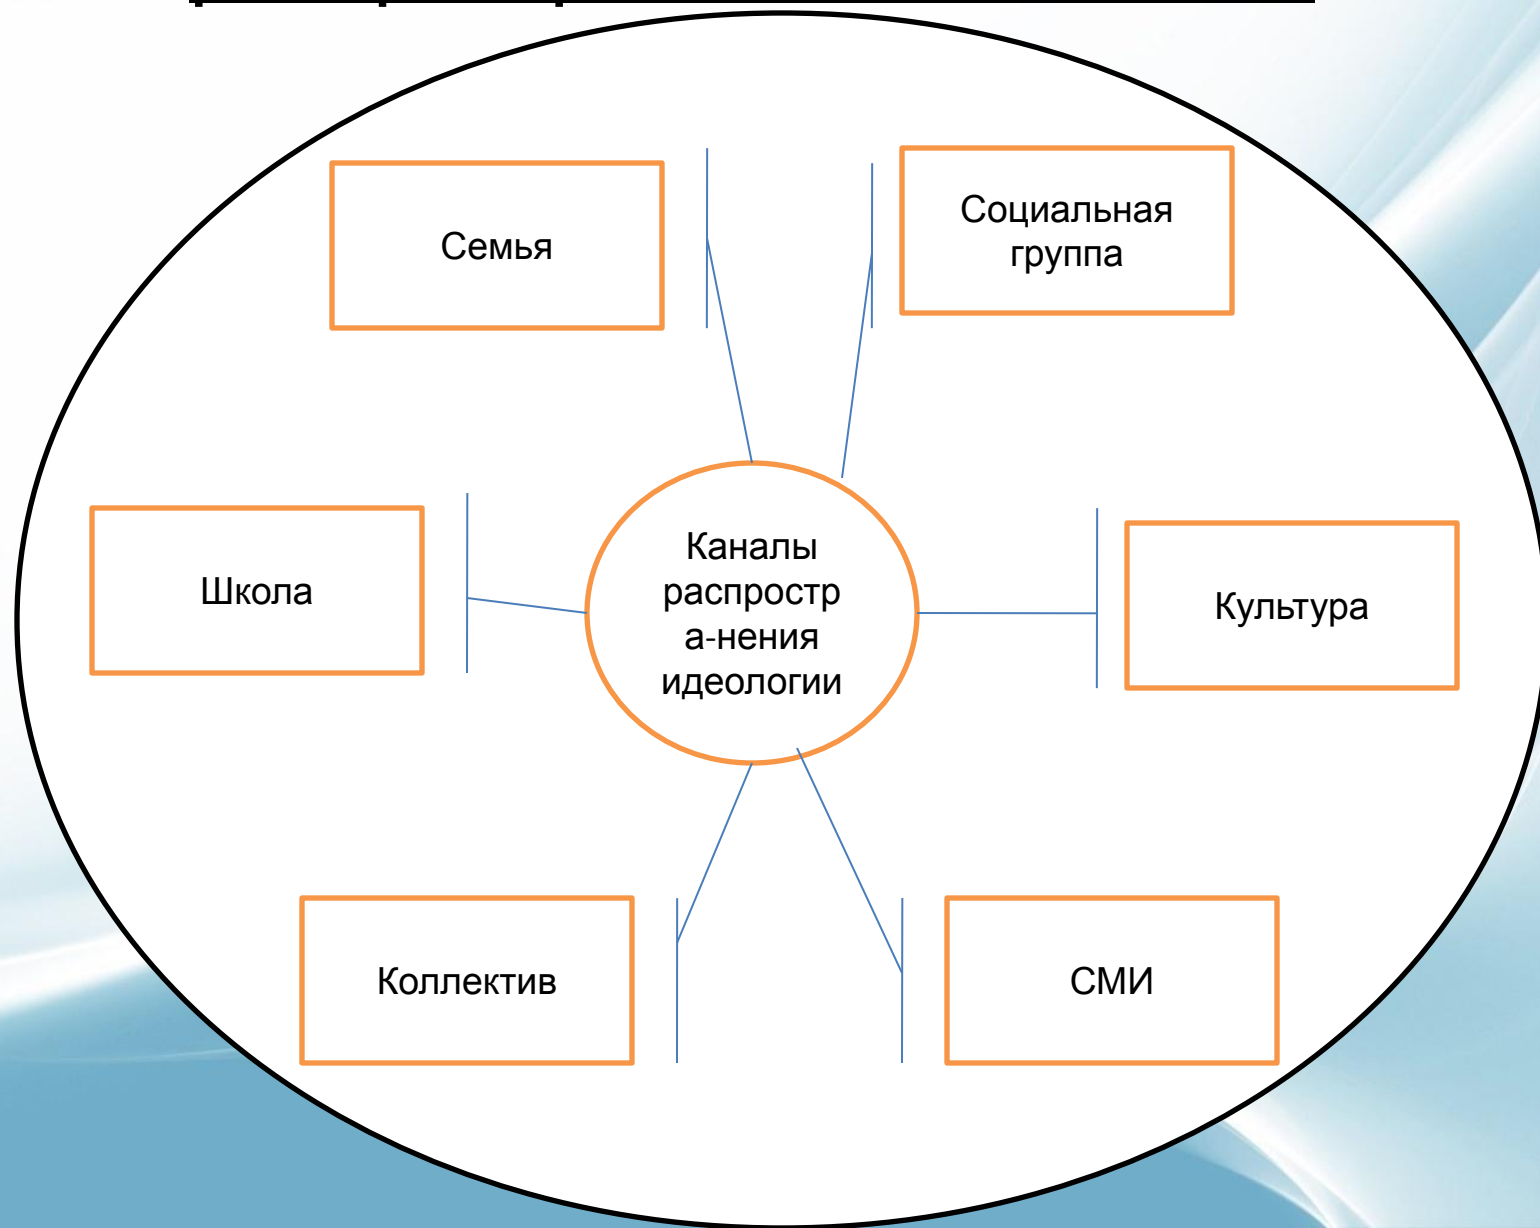 Семья
Социальная
группа
Школа
Каналы
распростр
а-нения
идеологии
Культура
Коллектив
СМИ